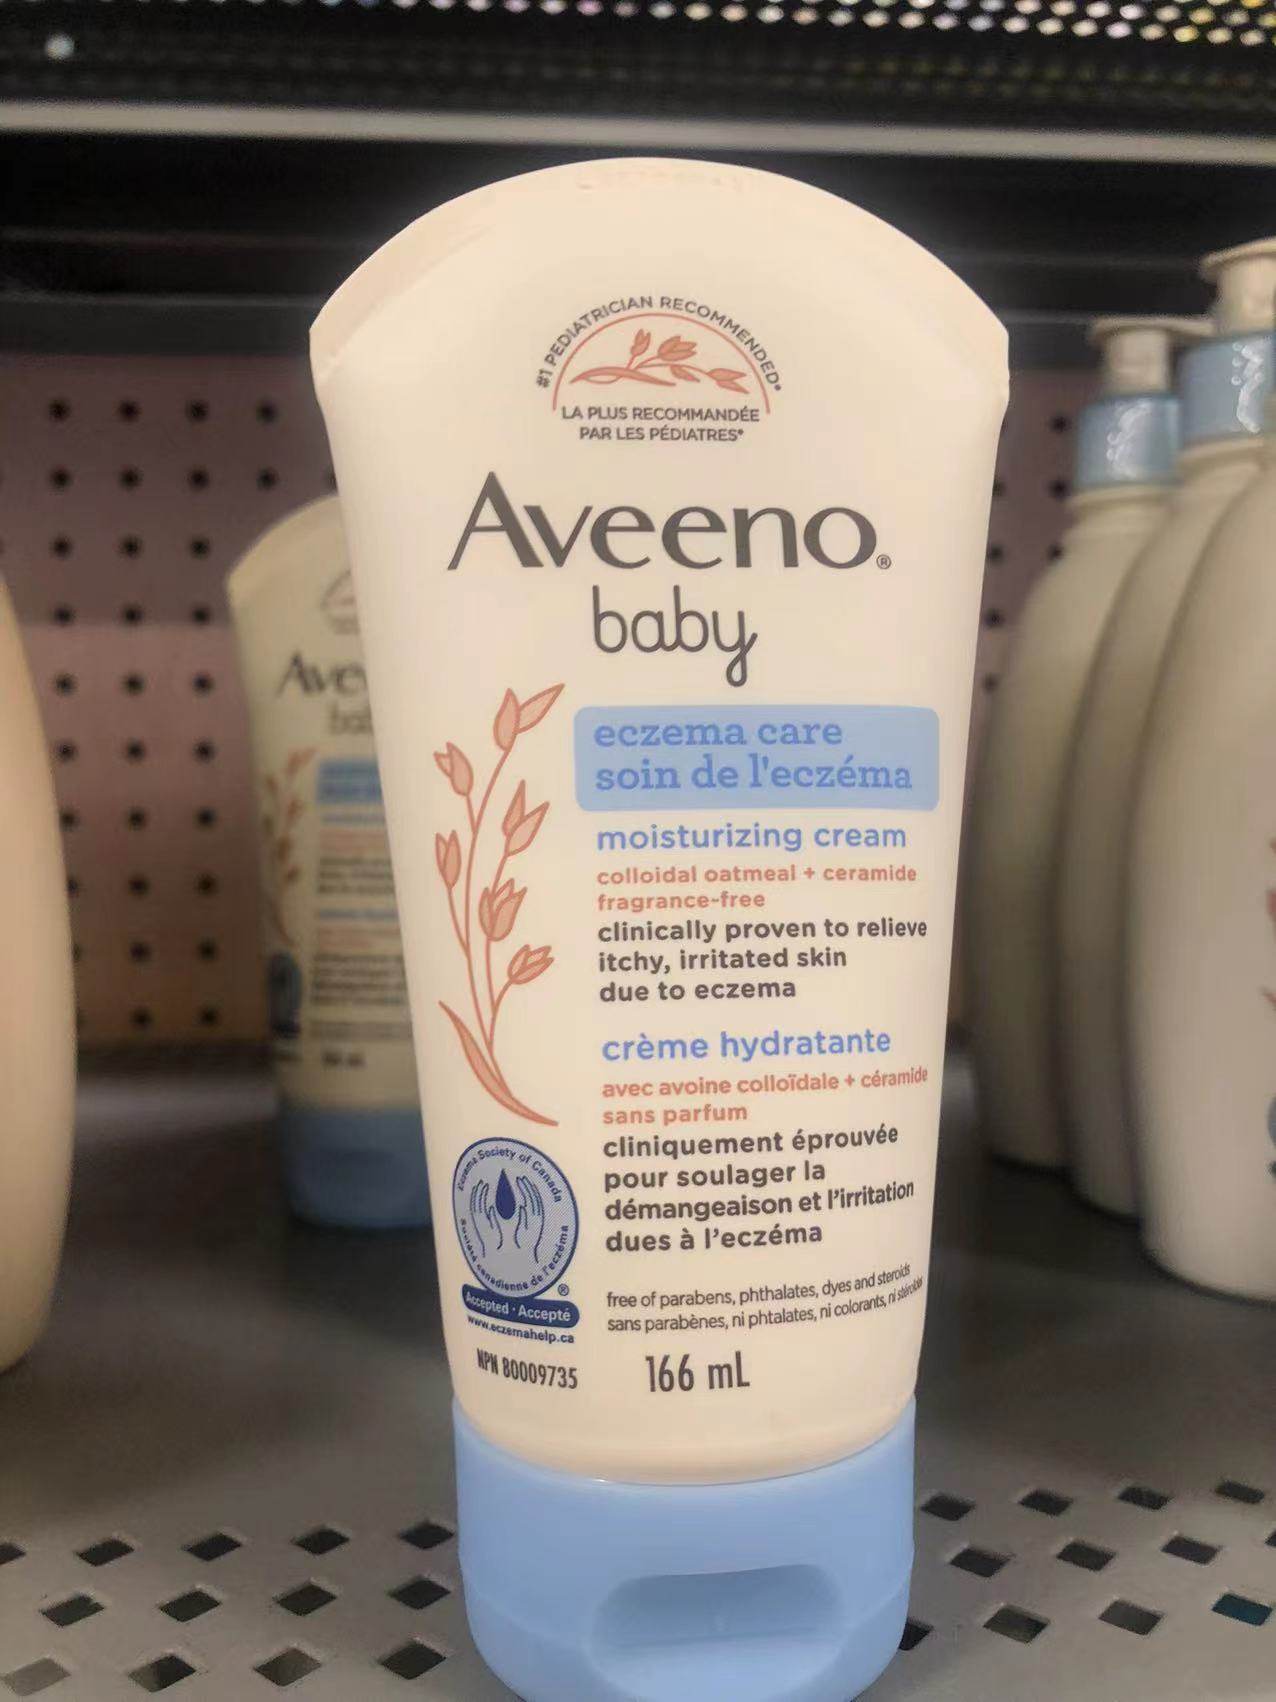 #1 PEDIATRICIAN RECOMMENDED*
LA PLUS RECOMMANDÉE
PAR LES PÉDIATRES*
Aveeno®
baby
eczema care
soin de l'eczéma
moisturizing cream
colloidal oatmeal + ceramide
fragrance-free
clinically proven to relieve
itchy, irritated skin
due to eczema
crème hydratante
avec avoine colloïdale + céramide
sans parfum
cliniquement éprouvée
pour soulager la
démangeaison et l'irritation
dues à l'eczéma
Eczema Society of Canada
Société canadienne de l'eczéma
®
Accepted · Accepté
www.eczemahelp.ca
free of parabens, phthalates, dyes and steroids
sans parabènes, ni phtalates, ni colorants, ni stéroïdes
NPN 80009735
166 mL
Ave